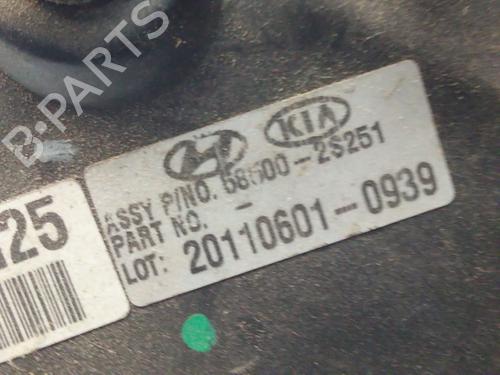 B-PARTS
KIA
ASSY P/NO. 58500-2S251
PART NO. -
LOT: 20110601-0939
25